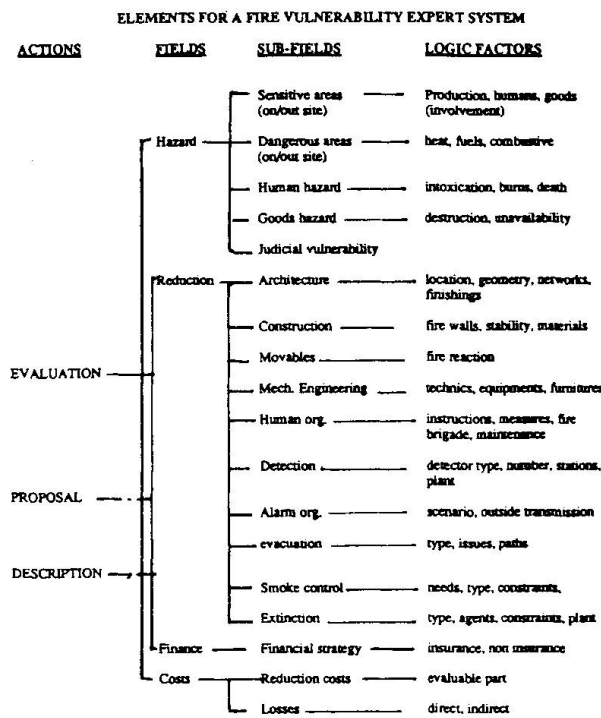 ELEMENTS FOR A FIRE VULNERABILITY EXPERT SYSTEM
ACTIONS FIELDS SUB-FIELDS LOGIC FACTORS
Sensitive areas Production, humans, goods
(on/out site) (involvement)
Hazard Dangerous areas heat, fuels, combustive
(on/out site)
Human hazard intoxication, burns, death
Goods hazard destruction, unavailability
Judicial vulnerability
Reduction Architecture location, geometry, networks,
finishings
Construction fire walls, stability, materials
Movables fire reaction
EVALUATION
Mech. Engineering technics, equipments, furnitures
Human org. instructions, measures, fire
brigade, maintenance
Detection detector type, number, stations,
plant
PROPOSAL
Alarm org. scenario, outside transmission
evacuation type, issues, paths
DESCRIPTION
Smoke control needs, type, constraints,
Extinction type, agents, constraints, plant
Finance Financial strategy insurance, non insurance
Costs Reduction costs evaluable part
Losses direct, indirect